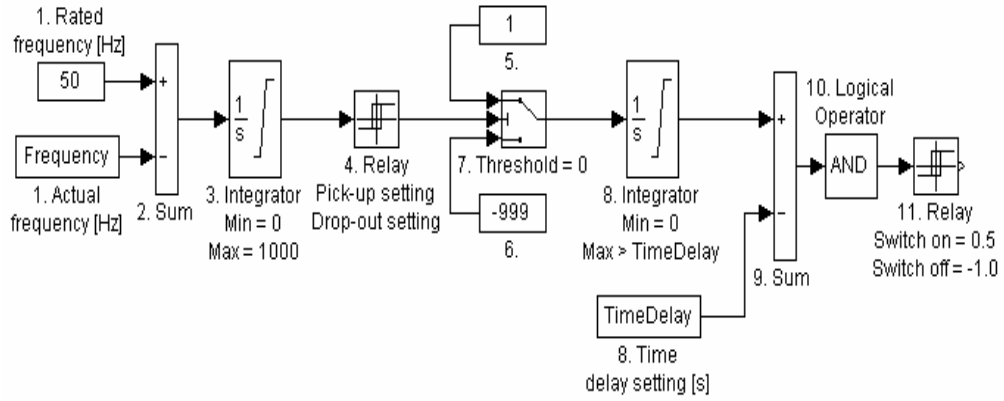 1. Rated
frequency [Hz]
50
+
Frequency
−
1. Actual
frequency [Hz]
2. Sum
1
s
3. Integrator
Min = 0
Max = 1000
4. Relay
Pick-up setting
Drop-out setting
1
5.
7. Threshold = 0
-999
6.
1
s
8. Integrator
Min = 0
Max > TimeDelay
TimeDelay
8. Time
delay setting [s]
+
−
9. Sum
10. Logical
Operator
AND
11. Relay
Switch on = 0.5
Switch off = -1.0